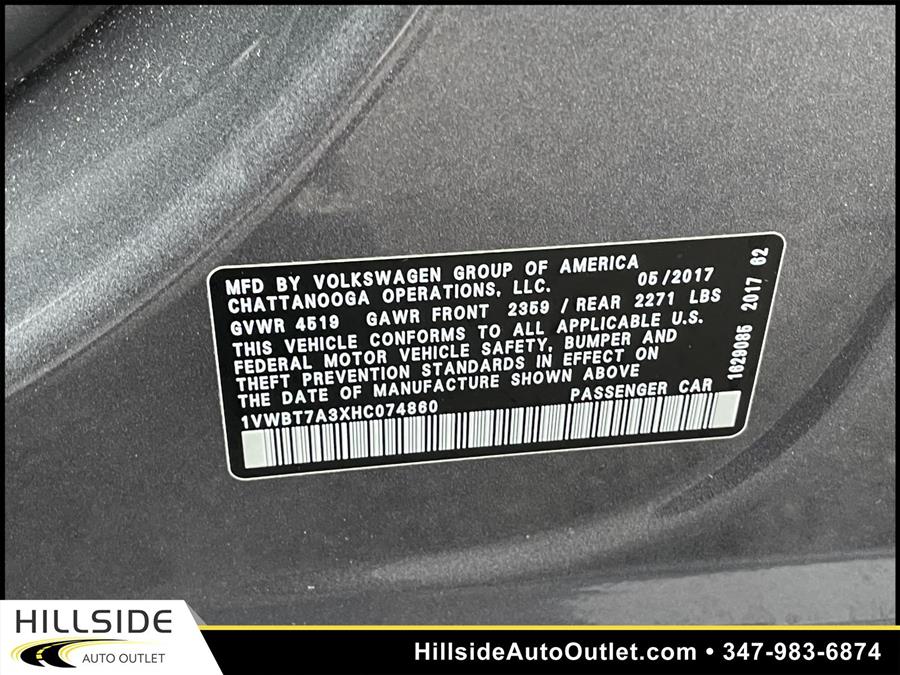 MFD BY VOLKSWAGEN GROUP OF AMERICA
CHATTANOOGA OPERATIONS, LLC. 05/2017
GVWR 4519 GAWR FRONT 2359 / REAR 2271 LBS
THIS VEHICLE CONFORMS TO ALL APPLICABLE U.S.
FEDERAL MOTOR VEHICLE SAFETY, BUMPER AND
THEFT PREVENTION STANDARDS IN EFFECT ON
THE DATE OF MANUFACTURE SHOWN ABOVE
1VWBT7A3XHC074860 PASSENGER CAR
1629085 2017 62
HILLSIDE
AUTO OUTLET
HillsideAutoOutlet.com • 347-983-6874